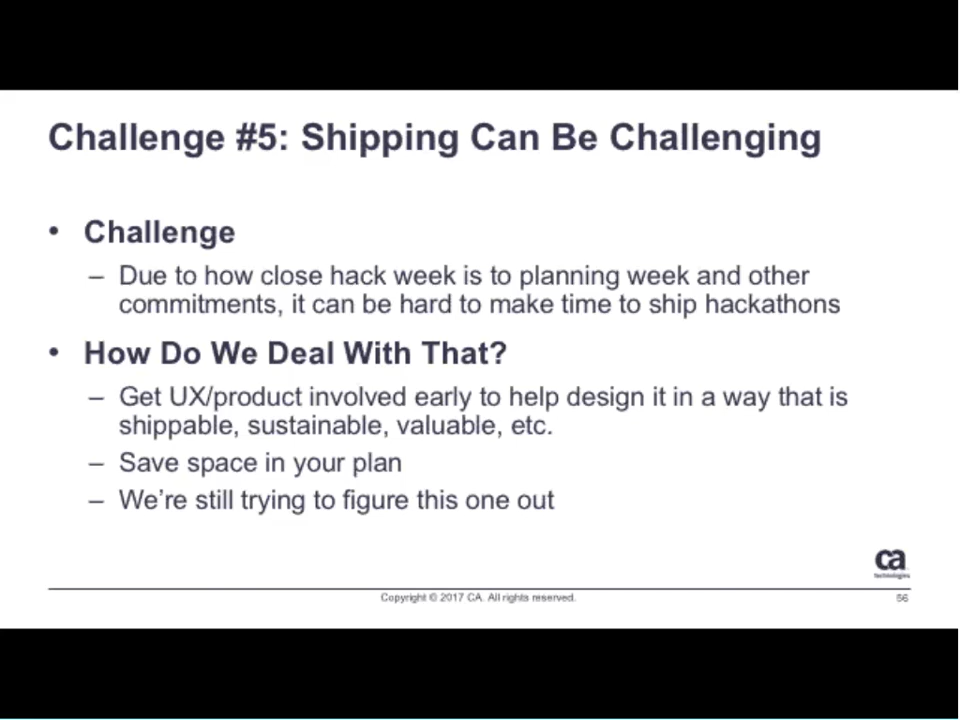 Challenge #5: Shipping Can Be Challenging
• Challenge
– Due to how close hack week is to planning week and other
commitments, it can be hard to make time to ship hackathons
• How Do We Deal With That?
– Get UX/product involved early to help design it in a way that is
shippable, sustainable, valuable, etc.
– Save space in your plan
– We're still trying to figure this one out
ca
technologies
Copyright © 2017 CA. All rights reserved.
56